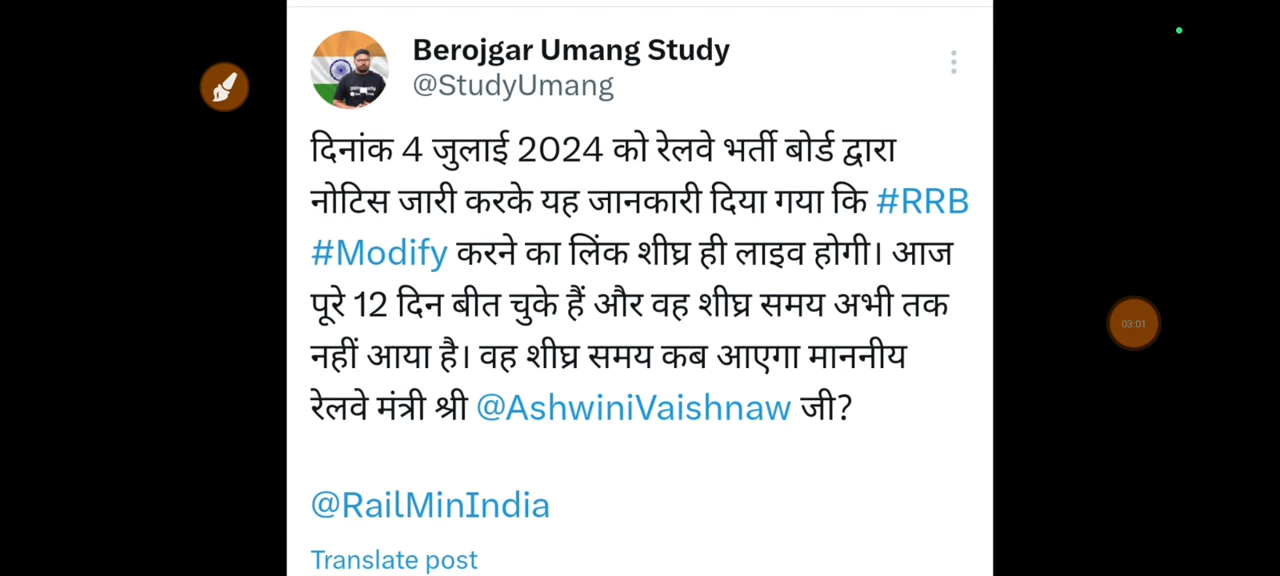 Berojgar Umang Study
@StudyUmang
दिनांक 4 जुलाई 2024 को रेलवे भर्ती बोर्ड द्वारा
नोटिस जारी करके यह जानकारी दिया गया कि #RRB
#Modify करने का लिंक शीघ्र ही लाइव होगी। आज
पूरे 12 दिन बीत चुके हैं और वह शीघ्र समय अभी तक
नहीं आया है। वह शीघ्र समय कब आएगा माननीय
रेलवे मंत्री श्री @AshwiniVaishnaw जी?
@RailMinIndia
Translate post
03:01